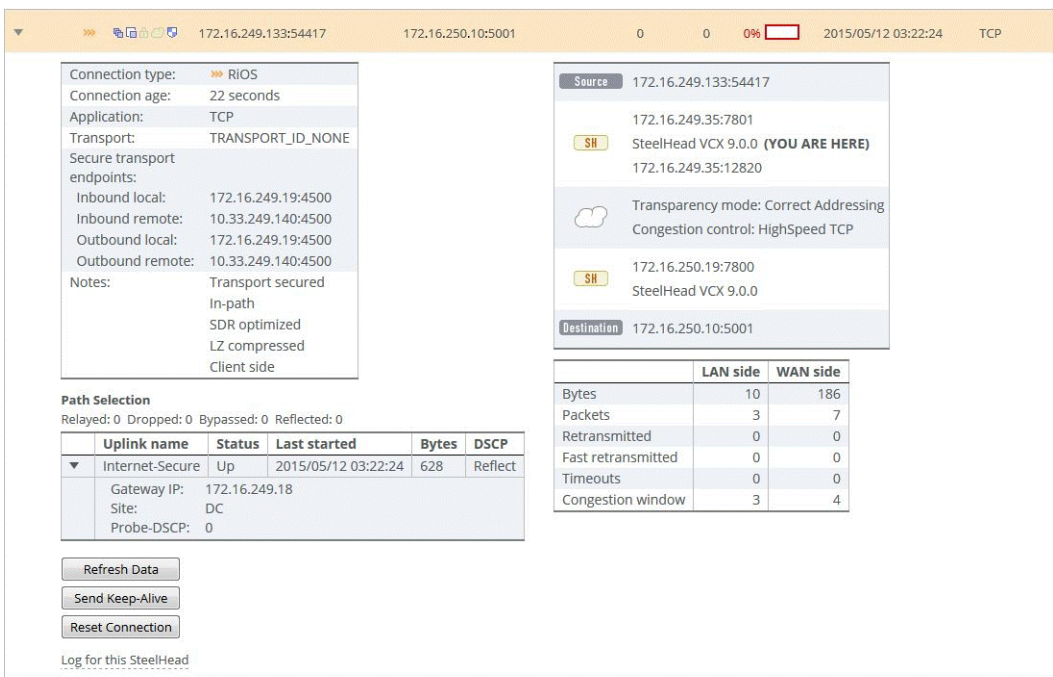 172.16.249.133:54417 172.16.250.10:5001 0 0 0% 2015/05/12 03:22:24 TCP
Connection type: RiOS
Connection age: 22 seconds
Application: TCP
Transport: TRANSPORT_ID_NONE
Secure transport
endpoints:
Inbound local: 172.16.249.19:4500
Inbound remote: 10.33.249.140:4500
Outbound local: 172.16.249.19:4500
Outbound remote: 10.33.249.140:4500
Notes: Transport secured
In-path
SDR optimized
LZ compressed
Client side
Path Selection
Relayed: 0 Dropped: 0 Bypassed: 0 Reflected: 0
Uplink name Status Last started Bytes DSCP
Internet-Secure Up 2015/05/12 03:22:24 628 Reflect
Gateway IP: 172.16.249.18
Site: DC
Probe-DSCP: 0
Refresh Data
Send Keep-Alive
Reset Connection
Log for this SteelHead
Source 172.16.249.133:54417
172.16.249.35:7801
SH SteelHead VCX 9.0.0 (YOU ARE HERE)
172.16.249.35:12820
Transparency mode: Correct Addressing
Congestion control: HighSpeed TCP
172.16.250.19:7800
SH
SteelHead VCX 9.0.0
Destination 172.16.250.10:5001
LAN side WAN side
Bytes 10 186
Packets 3 7
Retransmitted 0 0
Fast retransmitted 0 0
Timeouts 0 0
Congestion window 3 4